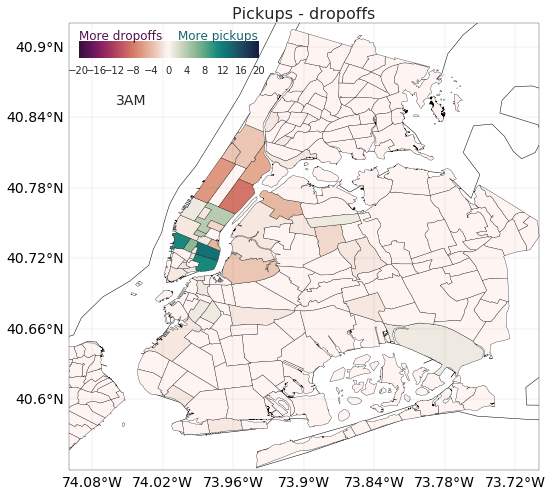 Pickups - dropoffs
More dropoffs More pickups
−20 −16 −12 −8 −4 0 4 8 12 16 20
3AM
40.9°N
40.84°N
40.78°N
40.72°N
40.66°N
40.6°N
74.08°W 74.02°W 73.96°W 73.9°W 73.84°W 73.78°W 73.72°W